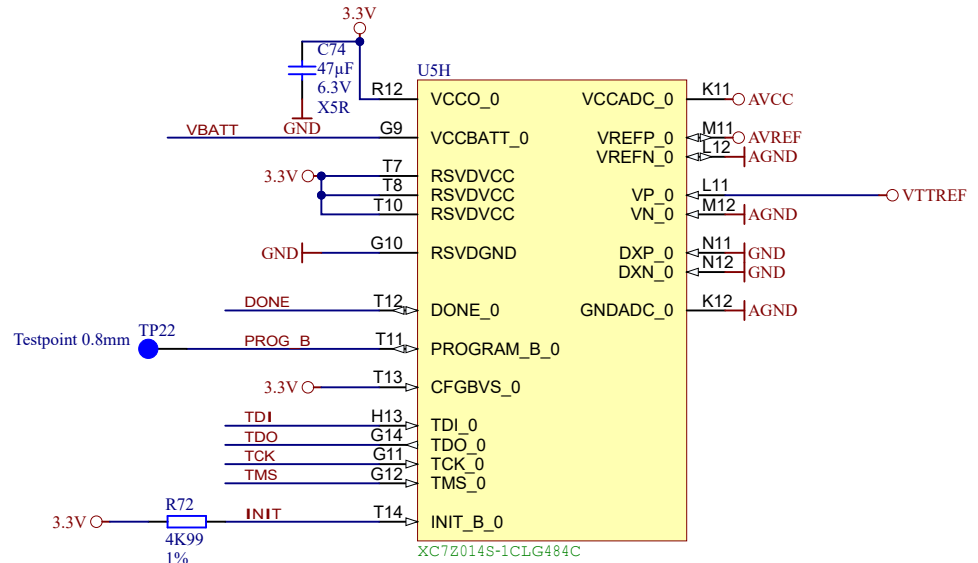 3.3V
C74
47µF
6.3V
X5R
GND
U5H
R12 VCCO_0 VCCADC_0 K11 AVCC
VBATT G9 VCCBATT_0 VREFP_0 M11 AVREF
VREFN_0 L12 AGND
3.3V T7 RSVDVCC
T8 RSVDVCC VP_0 L11 VTTREF
T10 RSVDVCC VN_0 M12 AGND
GND G10 RSVDGND DXP_0 N11 GND
DXN_0 N12 GND
DONE T12 DONE_0 GNDADC_0 K12 AGND
Testpoint 0.8mm TP22 PROG_B T11 PROGRAM_B_0
3.3V T13 CFGBVS_0
TDI H13 TDI_0
TDO G14 TDO_0
TCK G11 TCK_0
TMS G12 TMS_0
3.3V R72 INIT T14 INIT_B_0
4K99
1%
XC7Z014S-1CLG484C